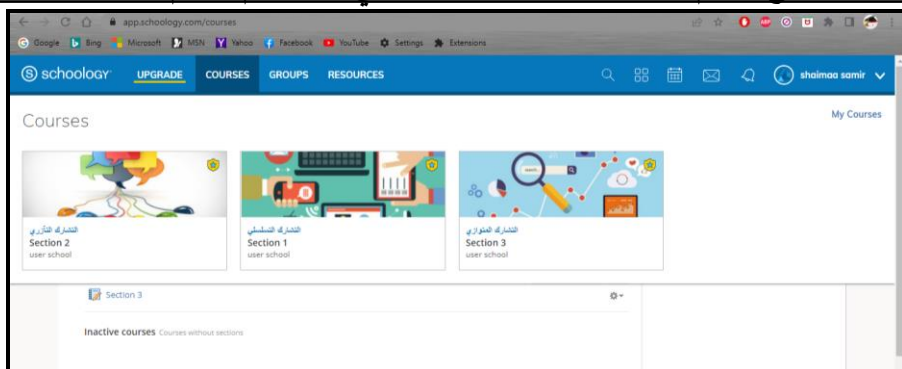 app.schoology.com/courses
Google Bing Microsoft MSN Yahoo Facebook YouTube Settings Extensions
schoology UPGRADE COURSES GROUPS RESOURCES shaimaa samir
Courses
My Courses
التشارك التآزري
Section 2
user school
التشارك التسلسلي
Section 1
user school
التشارك المتوازي
Section 3
user school
Section 3
Inactive courses Courses without sections